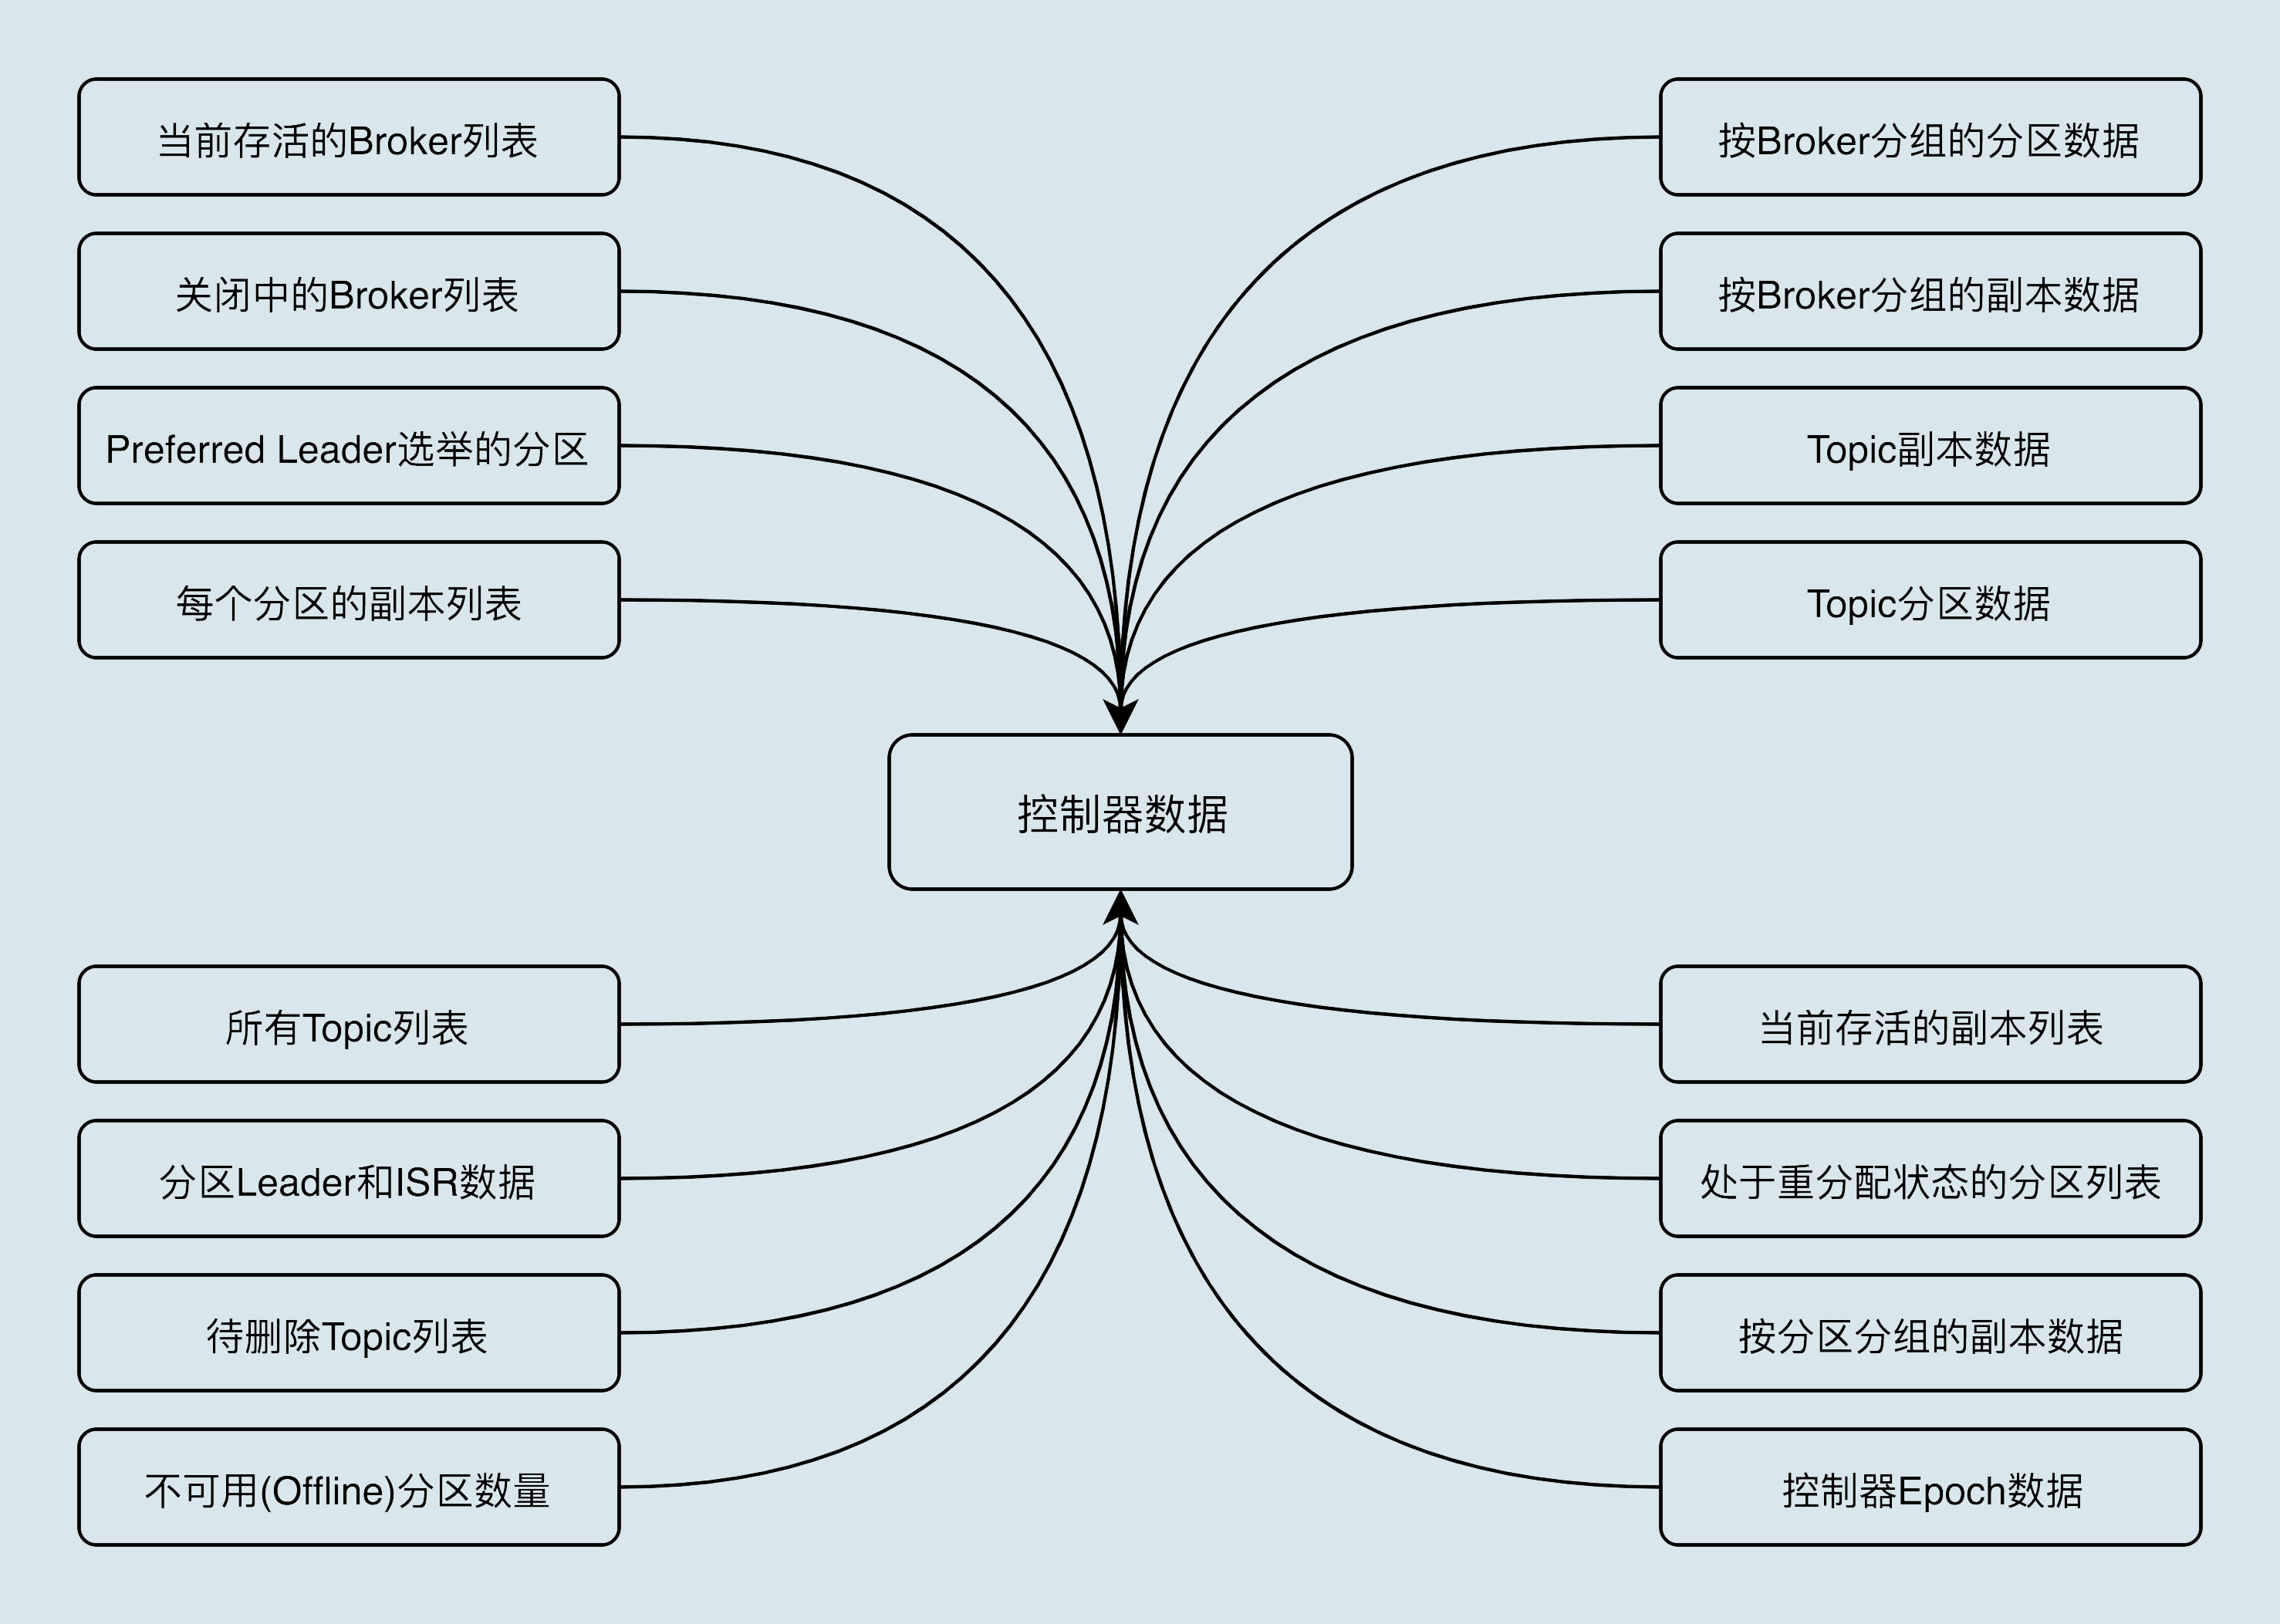 当前存活的Broker列表
关闭中的Broker列表
Preferred Leader选举的分区
每个分区的副本列表
按Broker分组的分区数据
按Broker分组的副本数据
Topic副本数据
Topic分区数据
控制器数据
所有Topic列表
分区Leader和ISR数据
待删除Topic列表
不可用(Offline)分区数量
当前存活的副本列表
处于重分配状态的分区列表
按分区分组的副本数据
控制器Epoch数据